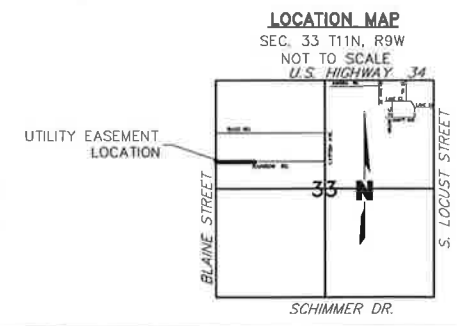 LOCATION MAP
SEC. 33 T11N, R9W
NOT TO SCALE
U.S. HIGHWAY 34
UTILITY EASEMENT
LOCATION
BLAINE STREET
33 N
S. LOCUST STREET
SCHIMMER DR.